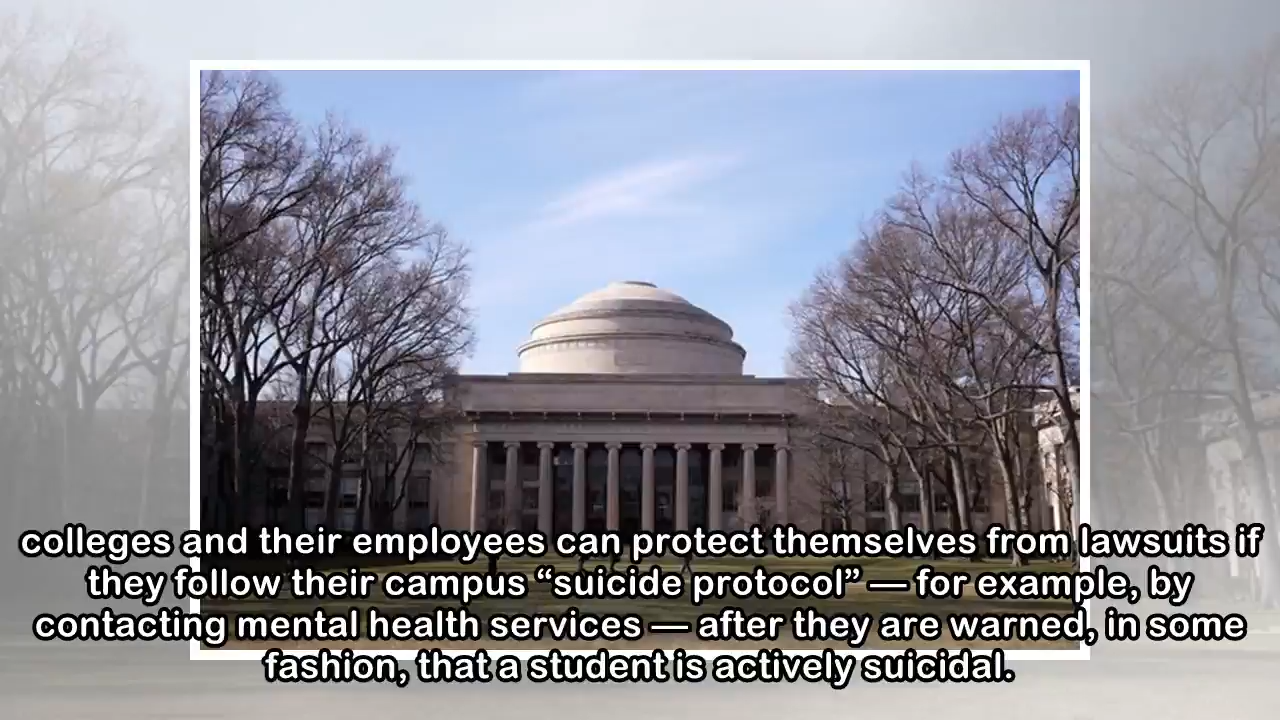 colleges and their employees can protect themselves from lawsuits if
they follow their campus “suicide protocol” — for example, by
contacting mental health services — after they are warned, in some
fashion, that a student is actively suicidal.